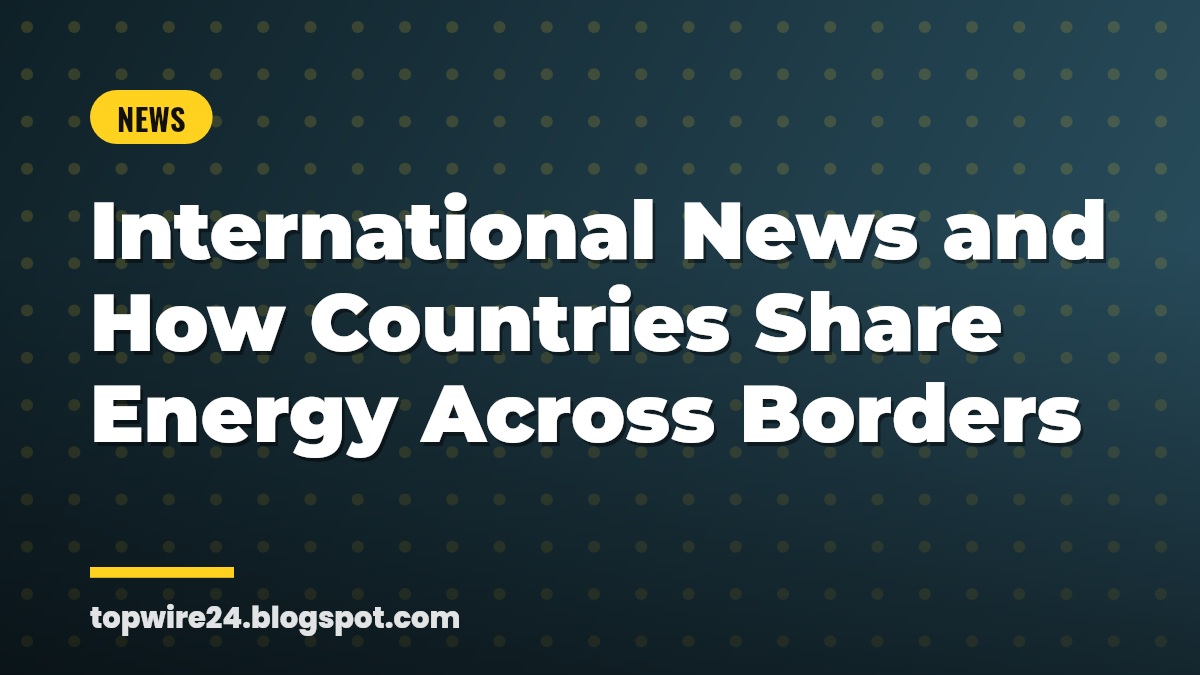 NEWS
International News and
How Countries Share
Energy Across Borders
topwire24.blogspot.com